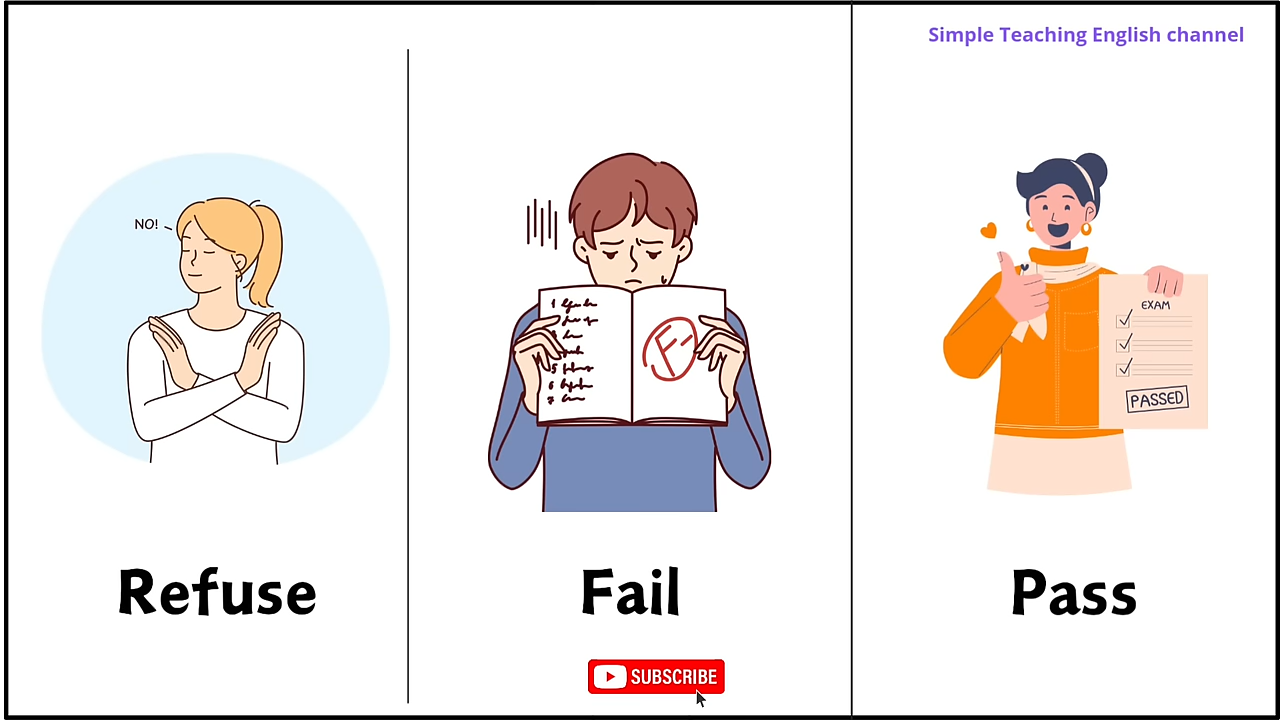 Simple Teaching English channel
NO!
F-
EXAM
PASSED
Refuse
Fail
Pass
SUBSCRIBE